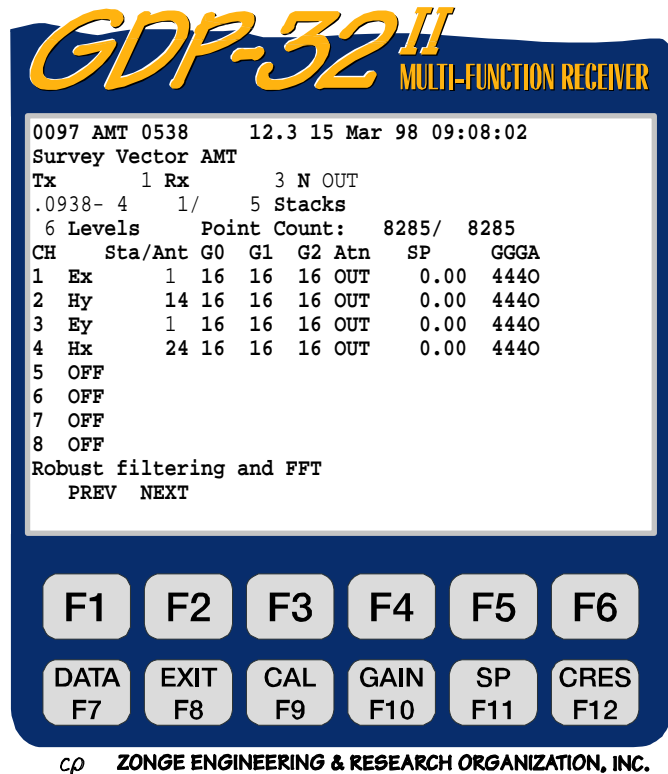 GDP-32 II
MULTI-FUNCTION RECEIVER
0097 AMT 0538     12.3 15 Mar 98 09:08:02
Survey Vector AMT
Tx       1 Rx       3 N OUT
.0938- 4    1/    5 Stacks
 6 Levels    Point Count:   8285/  8285
CH    Sta/Ant G0  G1  G2 Atn   SP     GGGA
1  Ex       1 16  16  16 OUT     0.00  444O
2  Hy      14 16  16  16 OUT     0.00  444O
3  Ey       1 16  16  16 OUT     0.00  444O
4  Hx      24 16  16  16 OUT     0.00  444O
5  OFF
6  OFF
7  OFF
8  OFF
Robust filtering and FFT
   PREV  NEXT
F1 F2 F3 F4 F5 F6
DATA EXIT CAL GAIN SP CRES
F7 F8 F9 F10 F11 F12
cp ZONGE ENGINEERING & RESEARCH ORGANIZATION, INC.